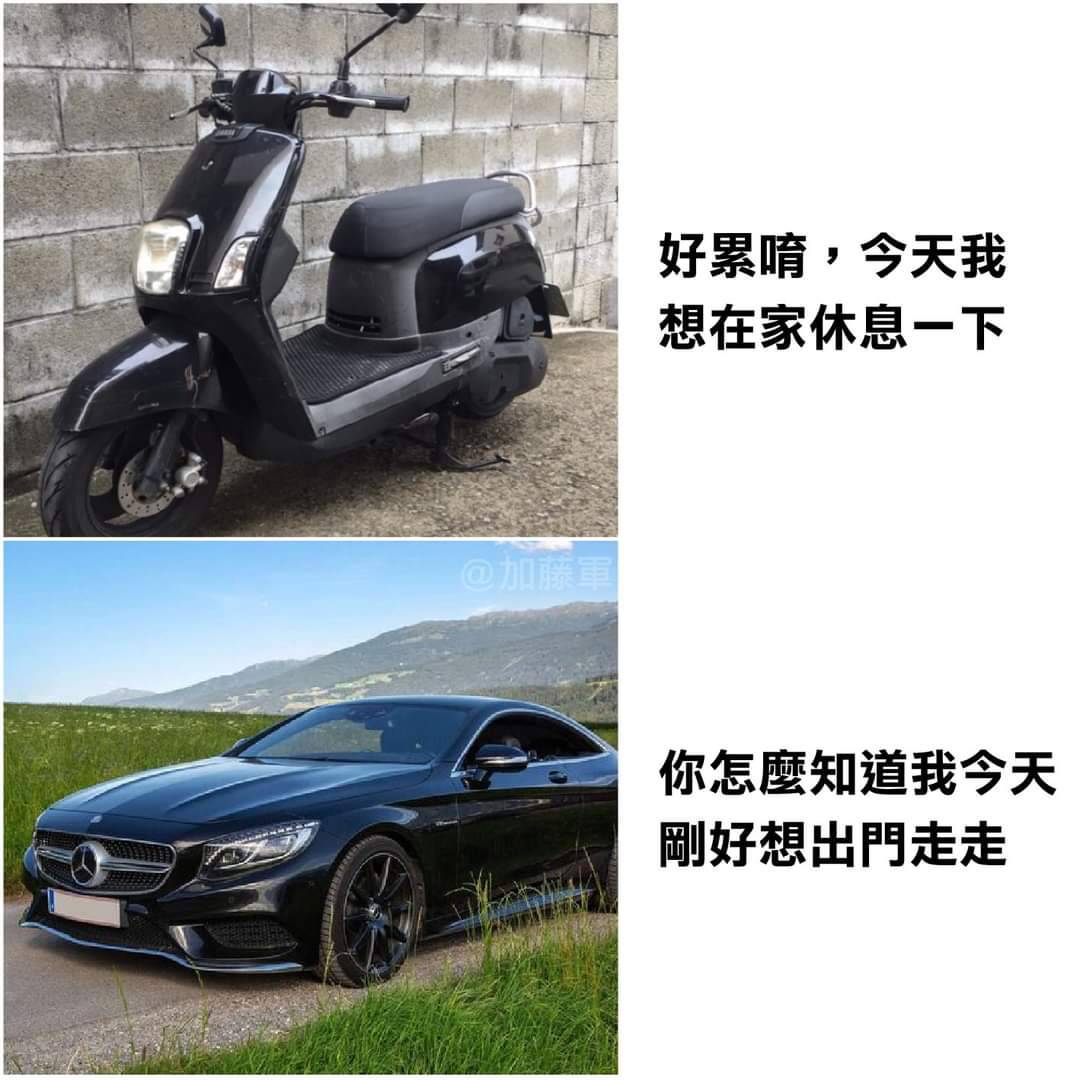 好累唷，今天我
想在家休息一下
@加藤軍
你怎麼知道我今天
剛好想出門走走